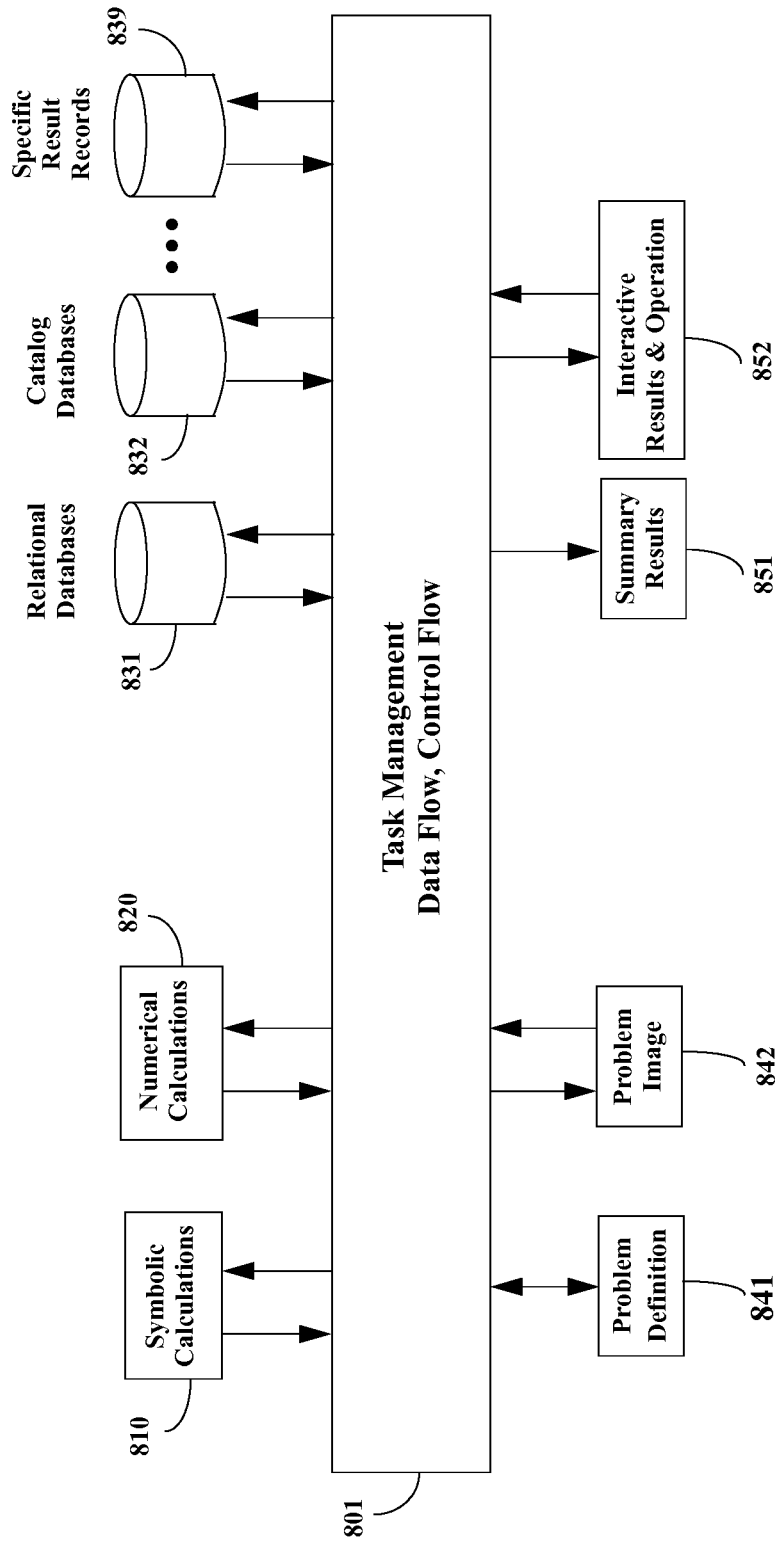 Symbolic
Calculations
810
Numerical
Calculations
820
Relational
Databases
831
Catalog
Databases
832
Specific
Result
Records
839
Task Management
Data Flow, Control Flow
801
Problem
Definition
841
Problem
Image
842
Summary
Results
851
Interactive
Results & Operation
852